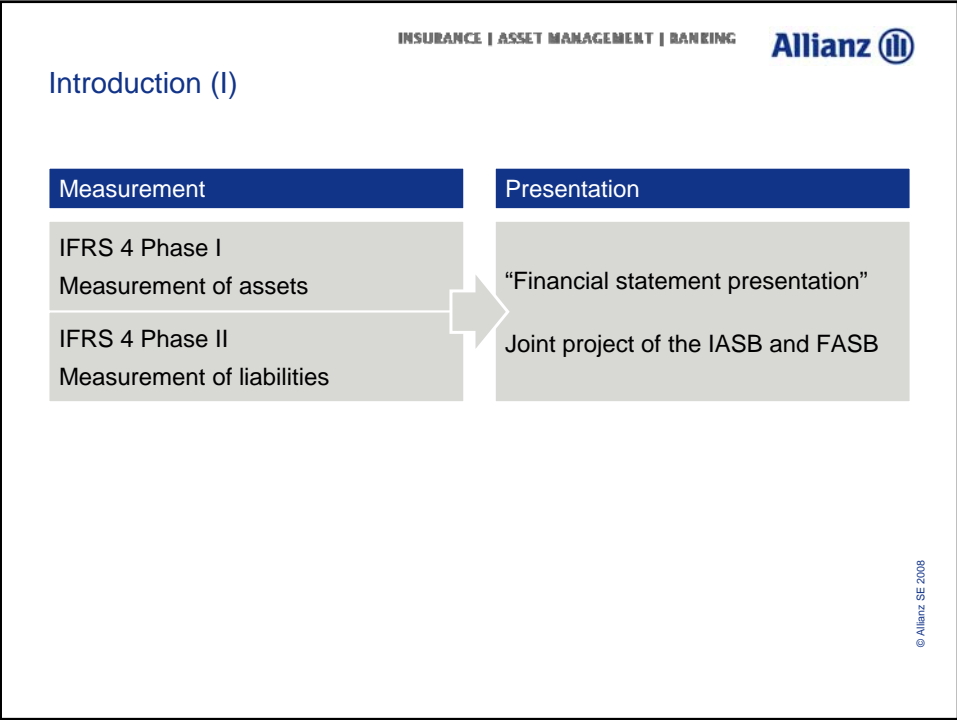 INSURANCE | ASSET MANAGEMENT | BANKING
Allianz
Introduction (I)
Measurement
IFRS 4 Phase I
Measurement of assets
IFRS 4 Phase II
Measurement of liabilities
Presentation
“Financial statement presentation”
Joint project of the IASB and FASB
© Allianz SE 2008